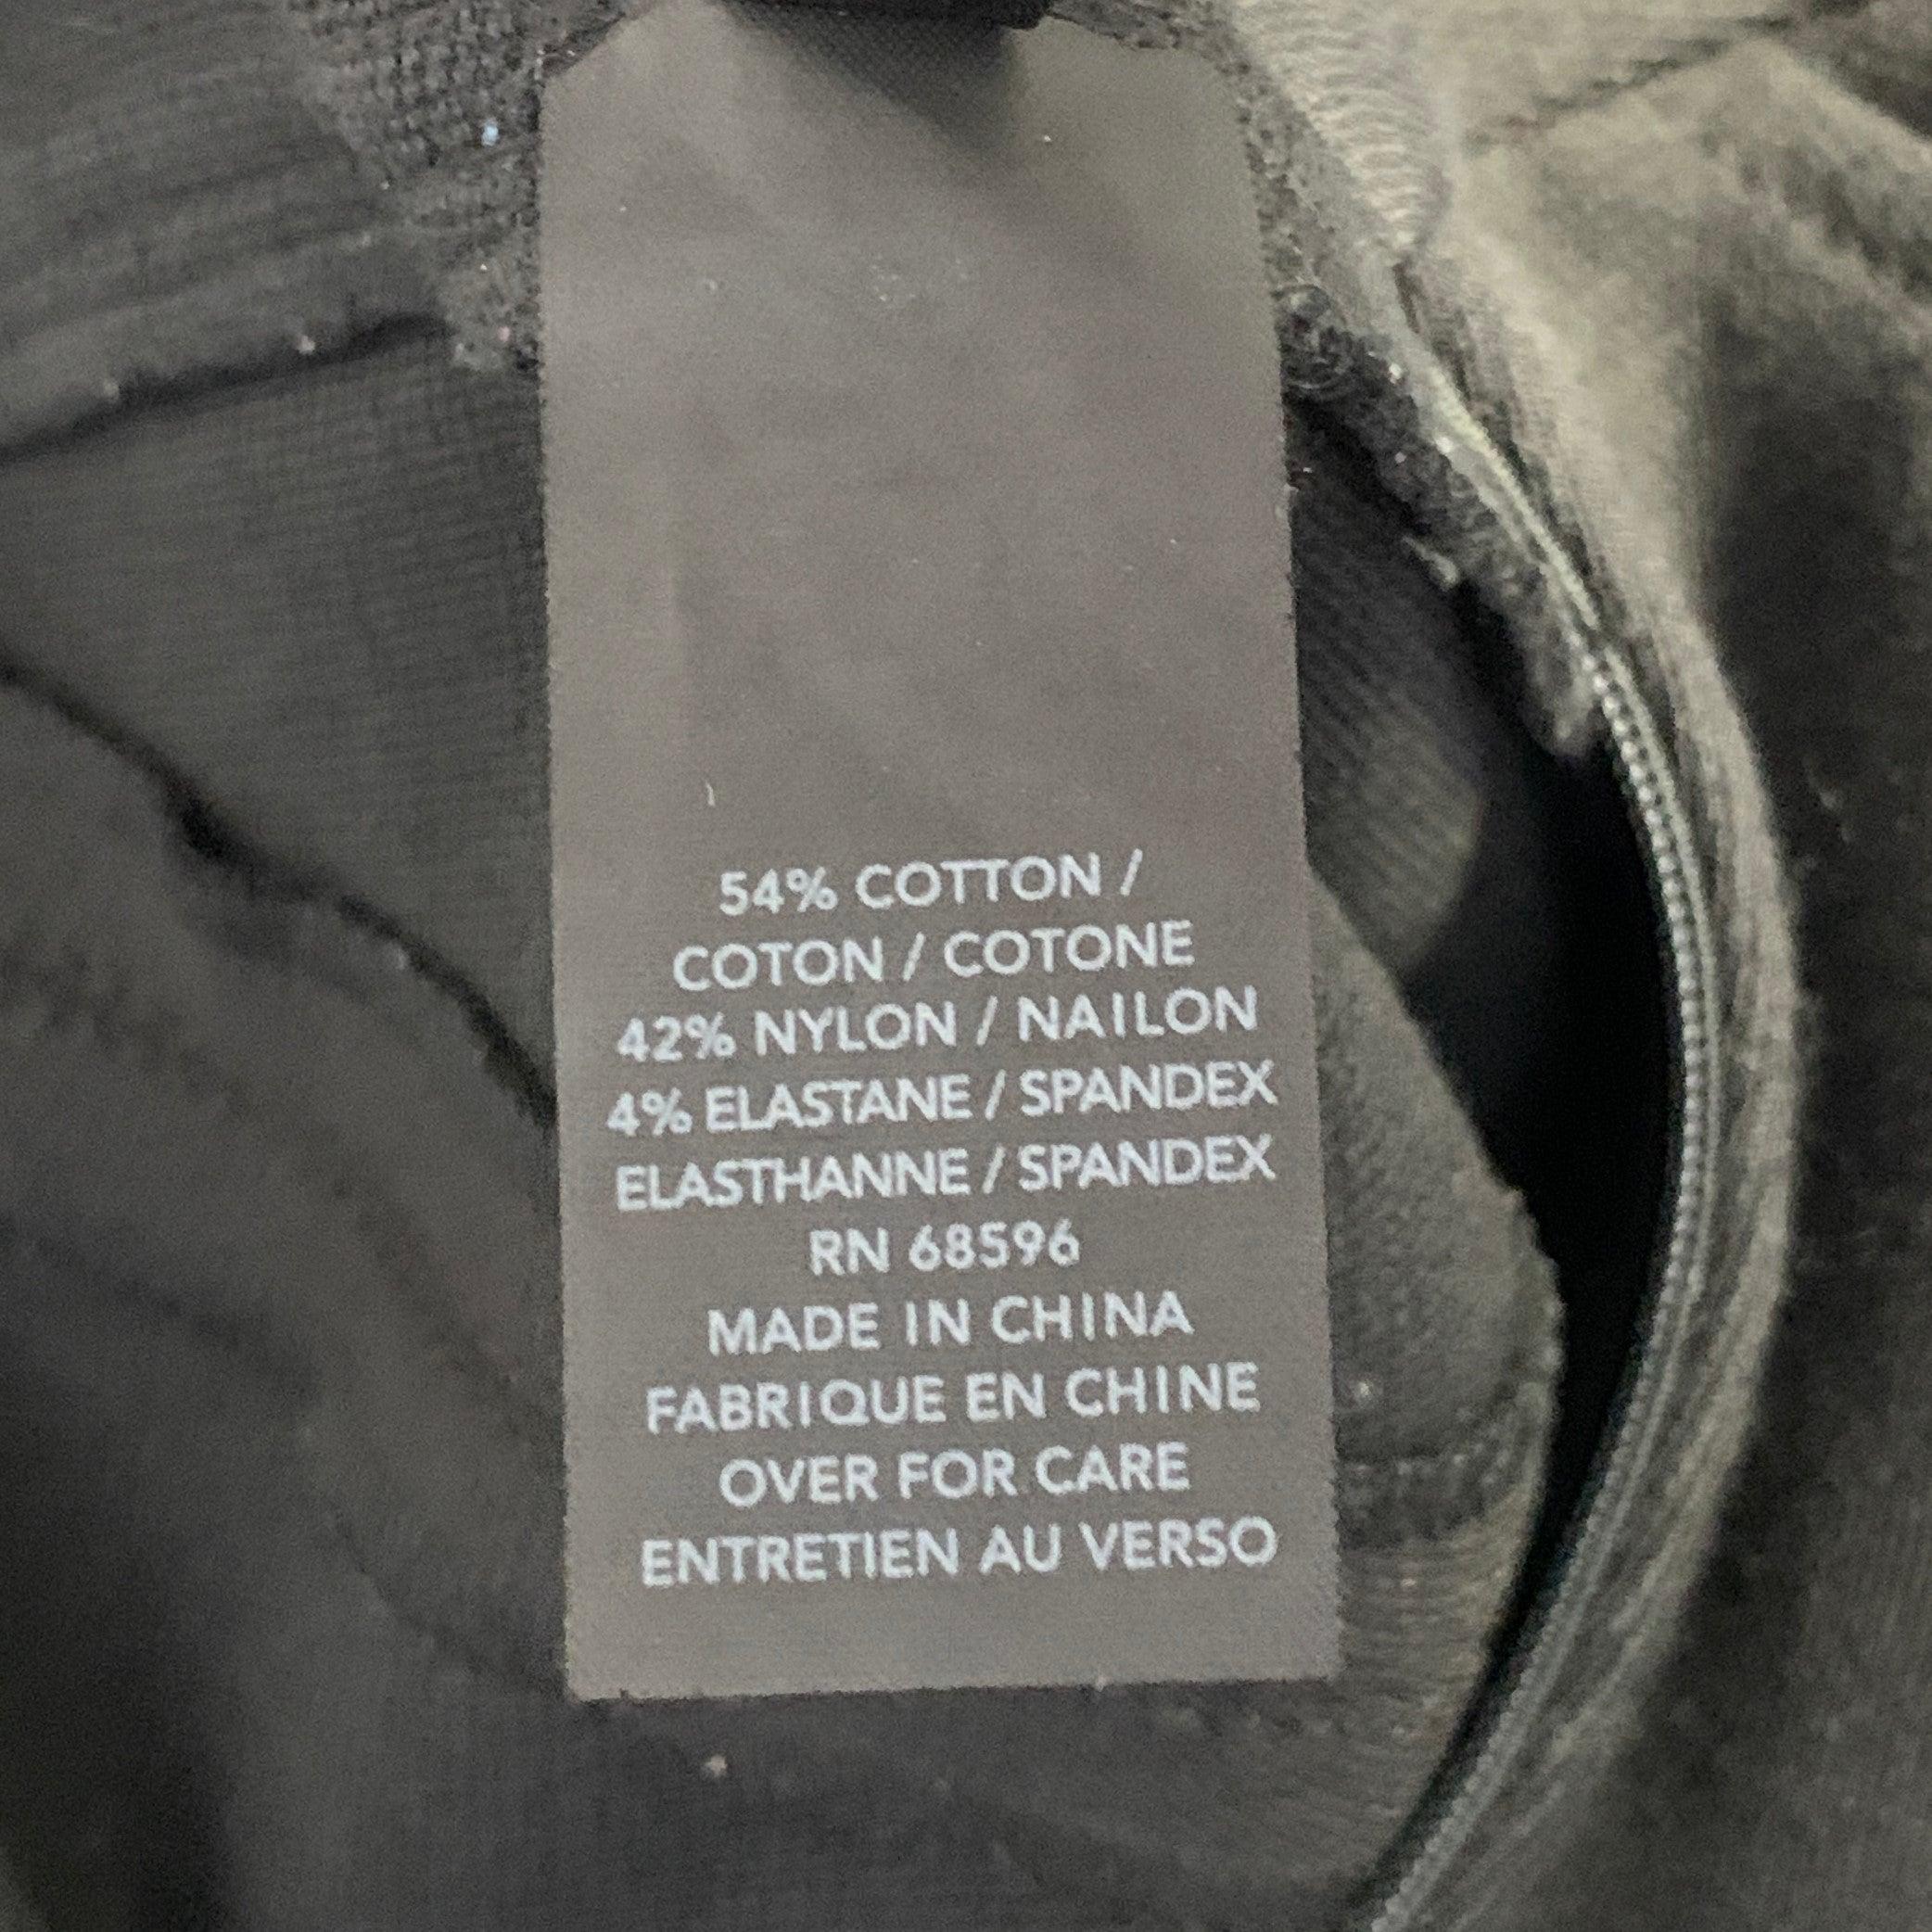 54% COTTON /
COTON / COTONE
42% NYLON / NAILON
4% ELASTANE / SPANDEX
ELASTHANNE / SPANDEX
RN 68596
MADE IN CHINA
FABRIQUE EN CHINE
OVER FOR CARE
ENTRETIEN AU VERSO